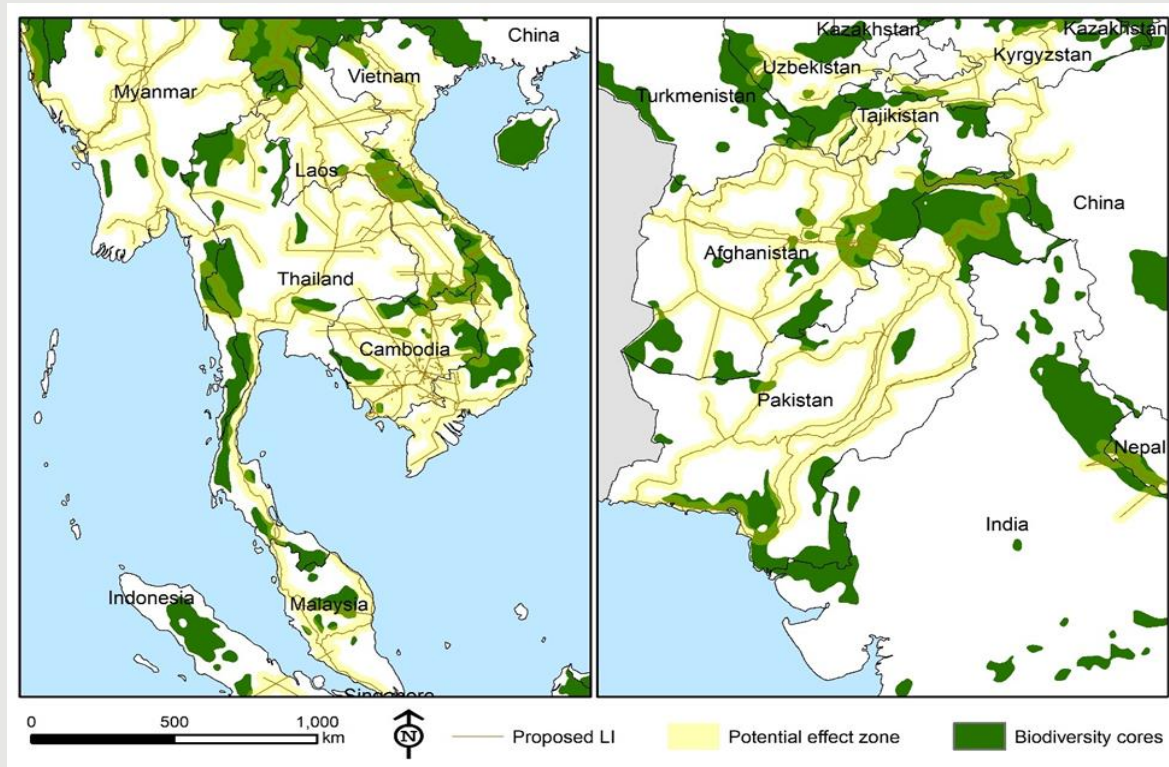 China
Vietnam
Myanmar
Laos
Thailand
Cambodia
Indonesia
Malaysia
Singapore
Kazakhstan
Kazakhstan
Kyrgyzstan
Uzbekistan
Turkmenistan
Tajikistan
China
Afghanistan
Pakistan
Nepal
India
0 500 1,000
km
N
Proposed LI
Potential effect zone
Biodiversity cores